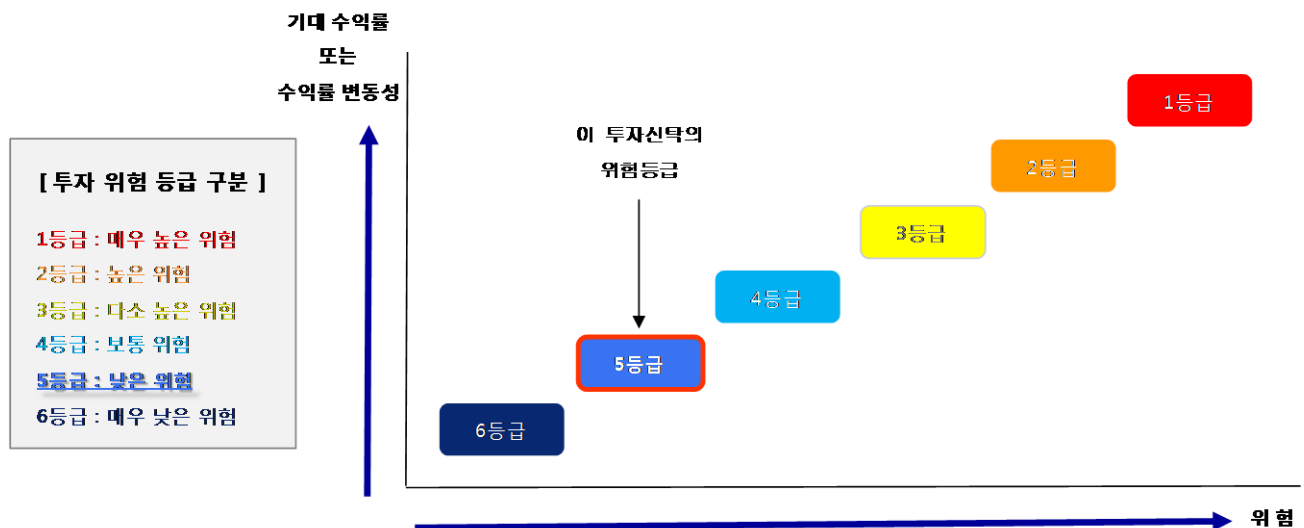 기대 수익률
또는
수익률 변동성
[ 투자 위험 등급 구분 ]
1등급 : 매우 높은 위험
2등급 : 높은 위험
3등급 : 다소 높은 위험
4등급 : 보통 위험
5등급 : 낮은 위험
6등급 : 매우 낮은 위험
이 투자신탁의
위험등급
1등급
2등급
3등급
4등급
5등급
6등급
위 험